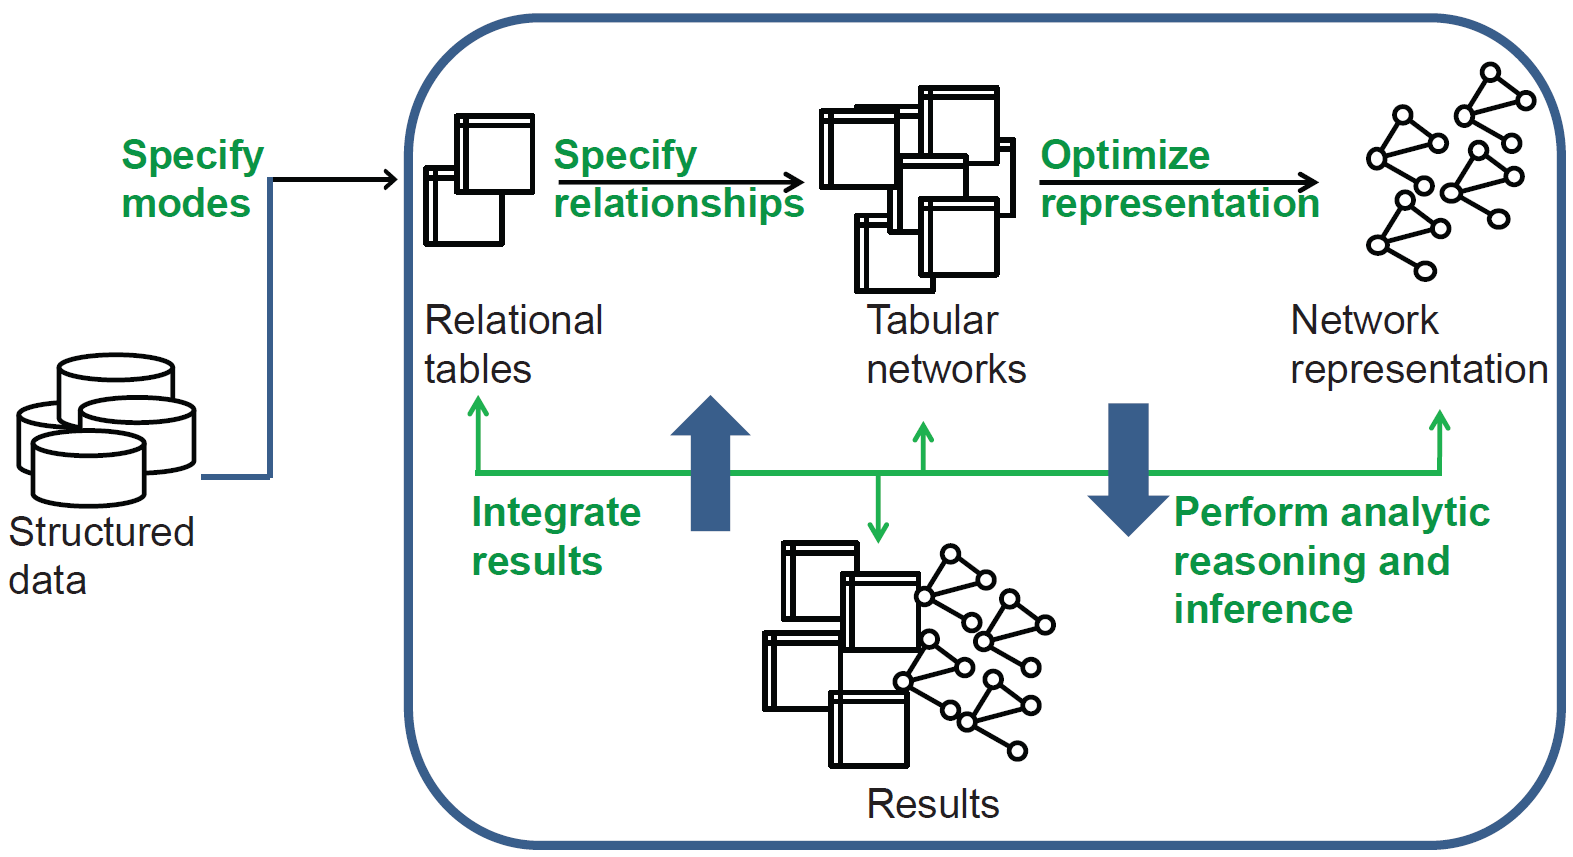 Specify
modes
Specify
relationships
Optimize
representation
Relational
tables
Tabular
networks
Network
representation
Structured
data
Integrate
results
Perform analytic
reasoning and
inference
Results